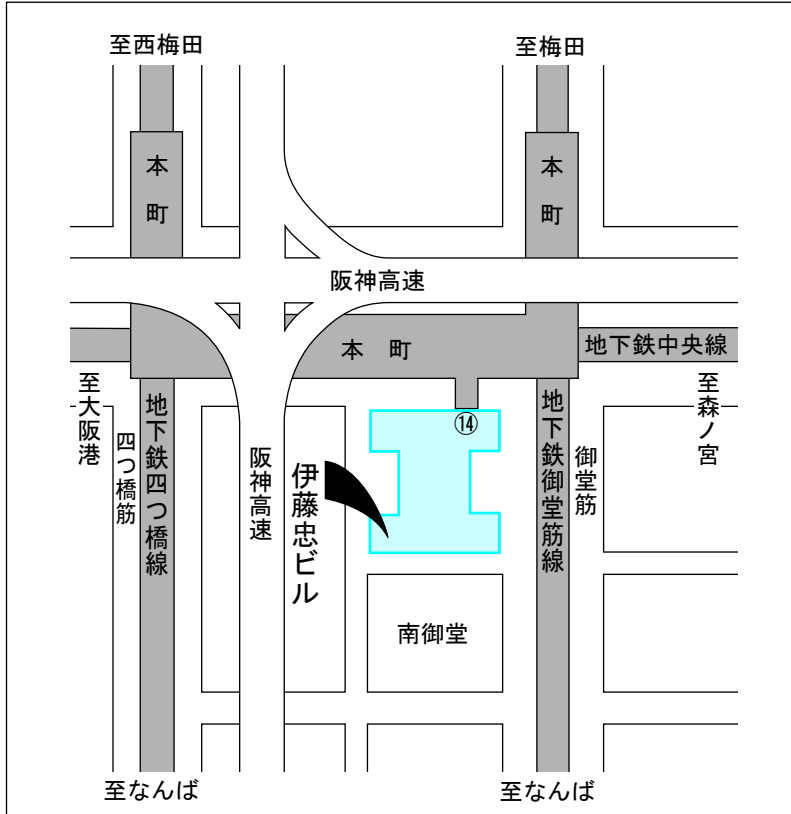 至西梅田
至梅田
本町
本町
阪神高速
本町
地下鉄中央線
至大阪港
四つ橋筋
地下鉄四つ橋線
阪神高速
伊藤忠ビル
⑭
地下鉄御堂筋線
御堂筋
至森ノ宮
南御堂
至なんば
至なんば